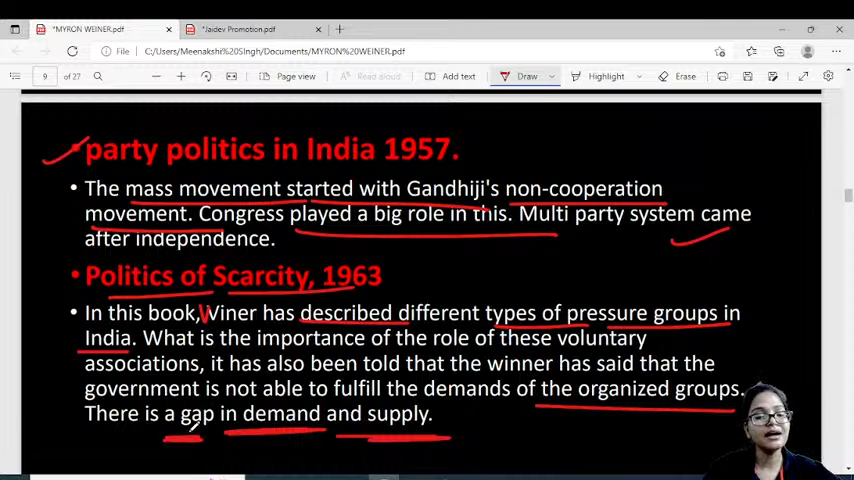 *MYRON WEINER.pdf
*Jaidev Promotion.pdf
File
C:/Users/Meenakshi%20SIngh/Documents/MYRON%20WEINER.pdf
9 of 27
Page view
Read aloud
Add text
Draw
Highlight
Erase
• party politics in India 1957.
• The mass movement started with Gandhiji's non-cooperation
movement. Congress played a big role in this. Multi party system came
after independence.
• Politics of Scarcity, 1963
• In this book, Viner has described different types of pressure groups in
India. What is the importance of the role of these voluntary
associations, it has also been told that the winner has said that the
government is not able to fulfill the demands of the organized groups.
There is a gap in demand and supply.